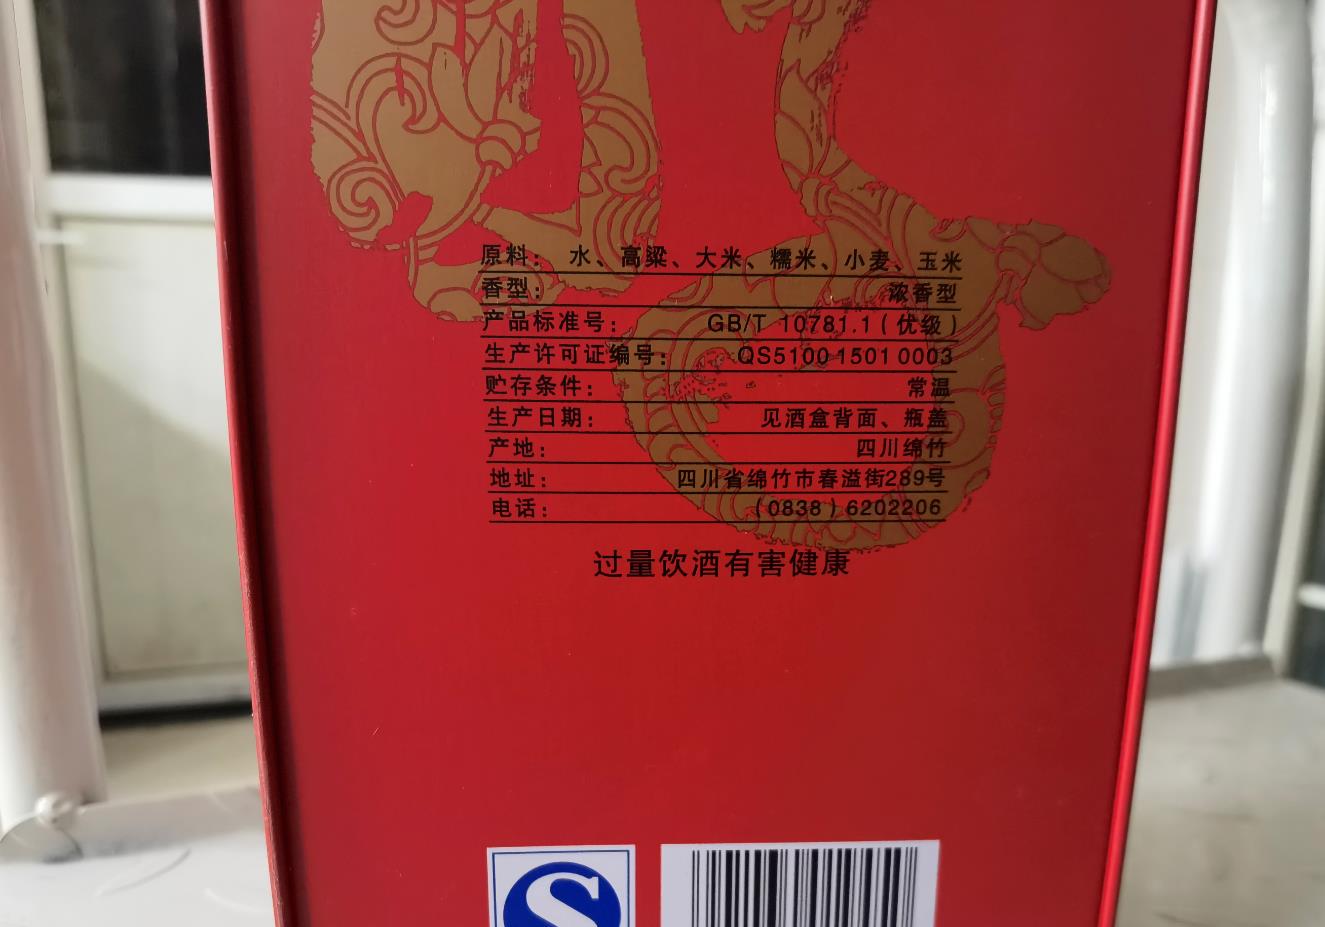 原料： 水、高粱、大米、糯米、小麦、玉米
香型： 浓香型
产品标准号： GB/T 10781.1（优级）
生产许可证编号： QS5100 1501 0003
贮存条件： 常温
生产日期： 见酒盒背面、瓶盖
产地： 四川绵竹
地址： 四川省绵竹市春溢街289号
电话： （0838）6202206
过量饮酒有害健康
S